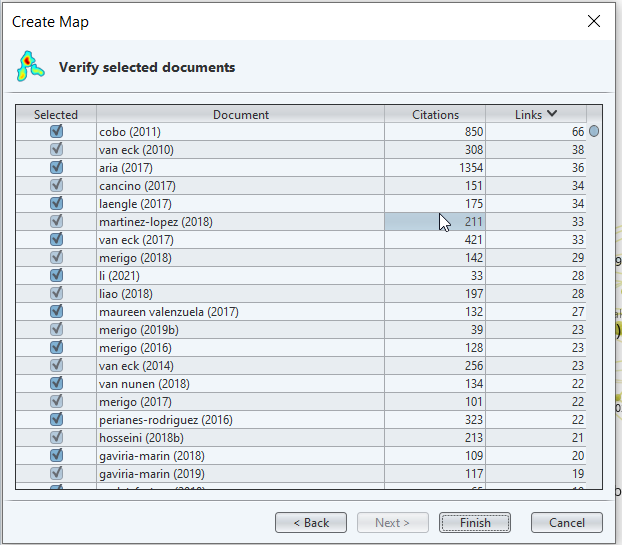 Create Map
Verify selected documents
Selected Document Citations Links
cobo (2011) 850 66
van eck (2010) 308 38
aria (2017) 1354 36
cancino (2017) 151 34
laengle (2017) 175 34
martinez-lopez (2018) 211 33
van eck (2017) 421 33
merigo (2018) 142 29
li (2021) 33 28
liao (2018) 197 28
maureen valenzuela (2017) 132 27
merigo (2019b) 39 23
merigo (2016) 128 23
van eck (2014) 256 23
van nunen (2018) 134 22
merigo (2017) 101 22
perianes-rodriguez (2016) 323 22
hosseini (2018b) 213 21
gaviria-marin (2018) 109 20
gaviria-marin (2019) 117 19
< Back Next > Finish Cancel